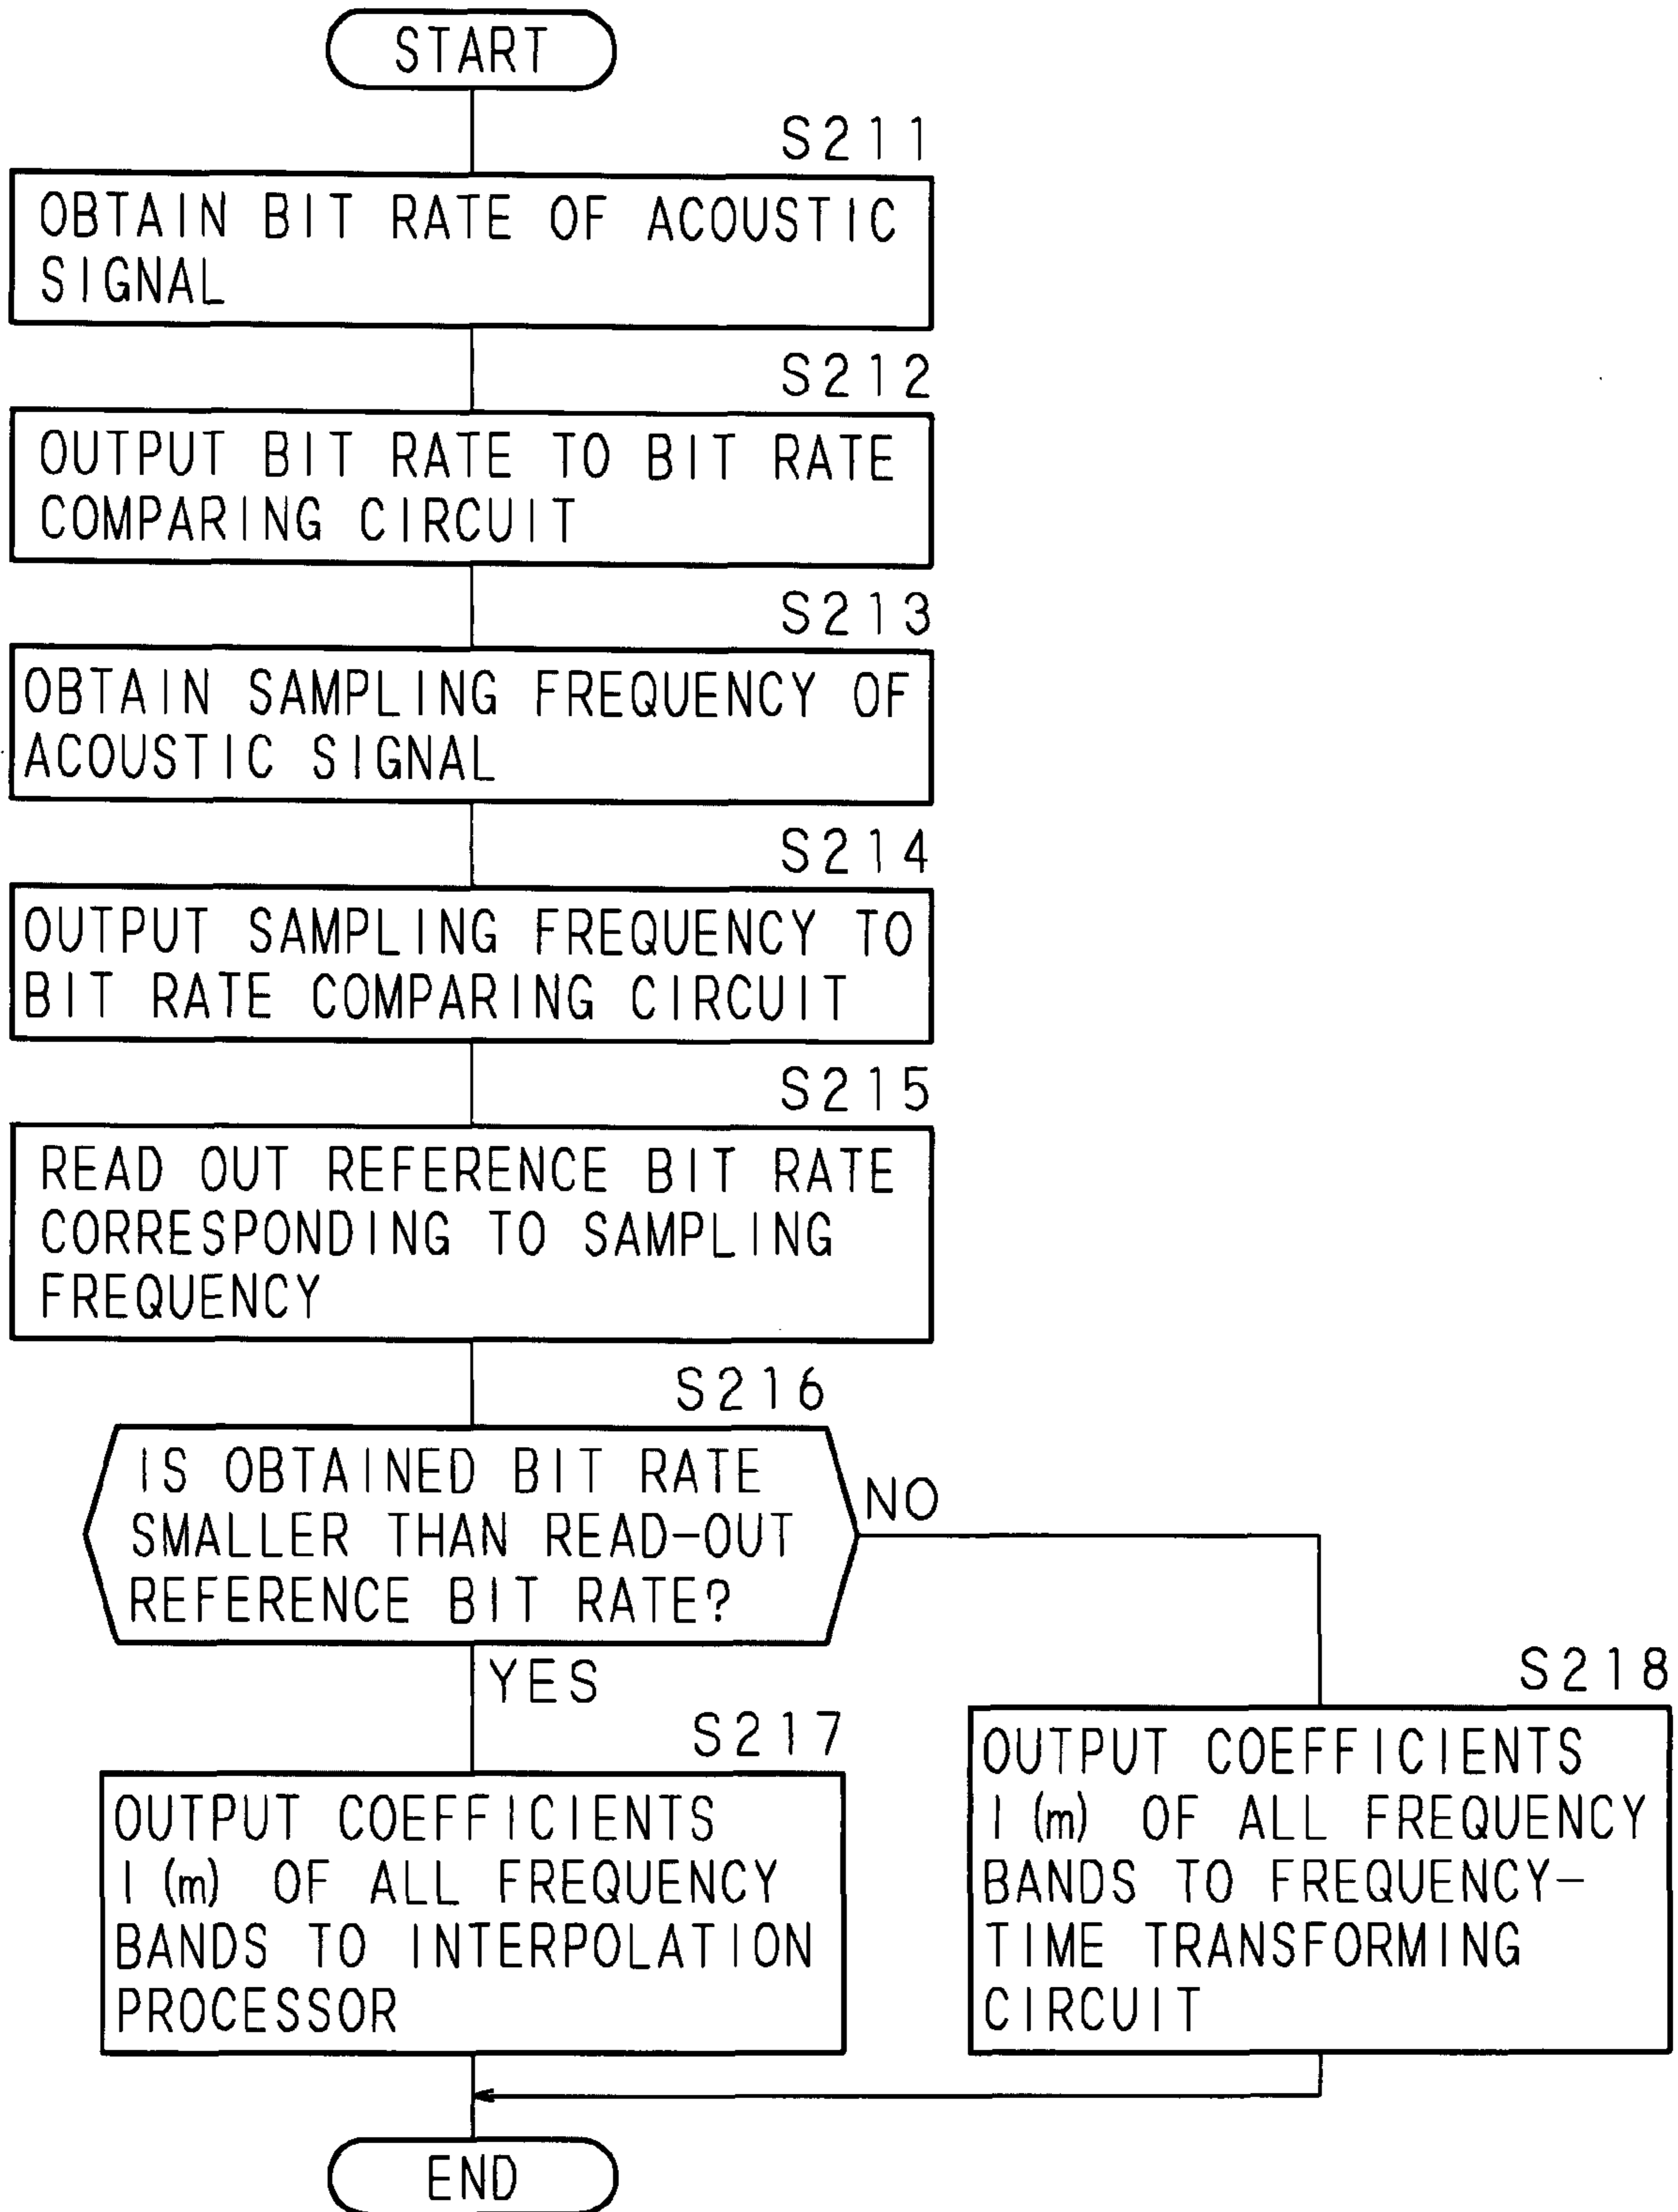 START
S211
OBTAIN BIT RATE OF ACOUSTIC
SIGNAL
S212
OUTPUT BIT RATE TO BIT RATE
COMPARING CIRCUIT
S213
OBTAIN SAMPLING FREQUENCY OF
ACOUSTIC SIGNAL
S214
OUTPUT SAMPLING FREQUENCY TO
BIT RATE COMPARING CIRCUIT
S215
READ OUT REFERENCE BIT RATE
CORRESPONDING TO SAMPLING
FREQUENCY
S216
IS OBTAINED BIT RATE
SMALLER THAN READ-OUT
REFERENCE BIT RATE?
NO
YES
S217
OUTPUT COEFFICIENTS
I(m) OF ALL FREQUENCY
BANDS TO INTERPOLATION
PROCESSOR
S218
OUTPUT COEFFICIENTS
I(m) OF ALL FREQUENCY
BANDS TO FREQUENCY-
TIME TRANSFORMING
CIRCUIT
END